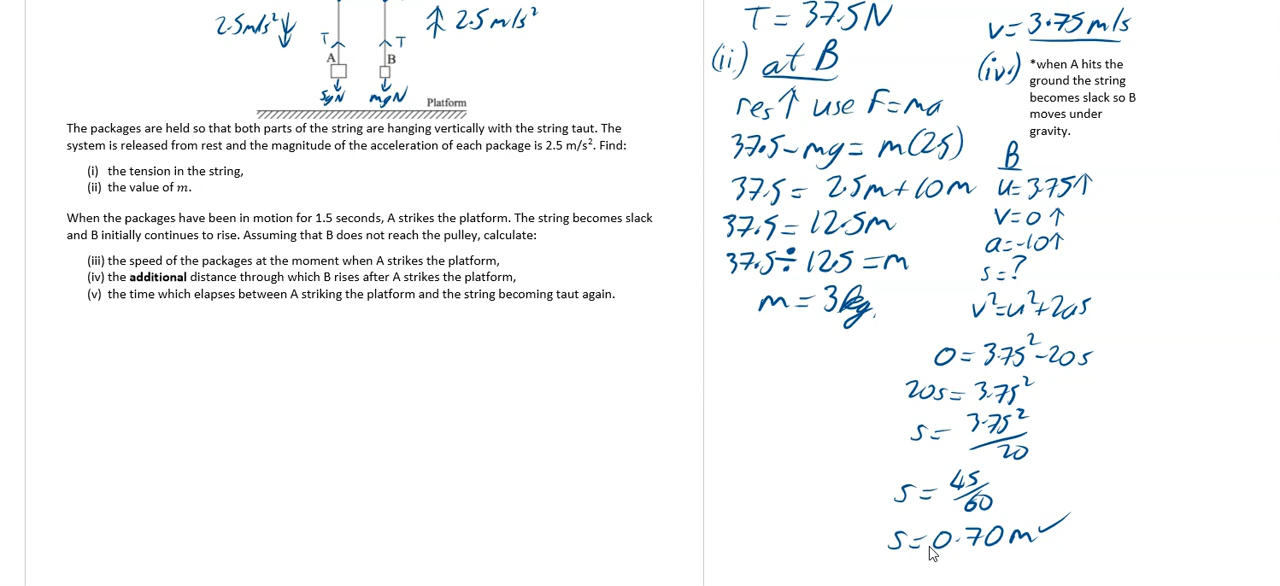 2.5m/s² 2.5m/s²
T T
A B
5gN mgN Platform
The packages are held so that both parts of the string are hanging vertically with the string taut. The
system is released from rest and the magnitude of the acceleration of each package is 2.5 m/s². Find:
(i) the tension in the string,
(ii) the value of m.
When the packages have been in motion for 1.5 seconds, A strikes the platform. The string becomes slack
and B initially continues to rise. Assuming that B does not reach the pulley, calculate:
(iii) the speed of the packages at the moment when A strikes the platform,
(iv) the additional distance through which B rises after A strikes the platform,
(v) the time which elapses between A striking the platform and the string becoming taut again.
T = 37.5N
(ii) at B
res ↑ use F=ma
37.5-mg = m(2.5)
37.5 = 2.5m+10m
37.5 = 12.5m
37.5 ÷ 12.5 = m
m = 3kg.
v = 3.75m/s
(iv)
*when A hits the
ground the string
becomes slack so B
moves under
gravity.
B
u=3.75↑
v=0↑
a=-10↑
s=?
v²=u²+2as
0 = 3.75²-20s
20s = 3.75²
s = 3.75²
20
s = 45/
s = 0.70m✓